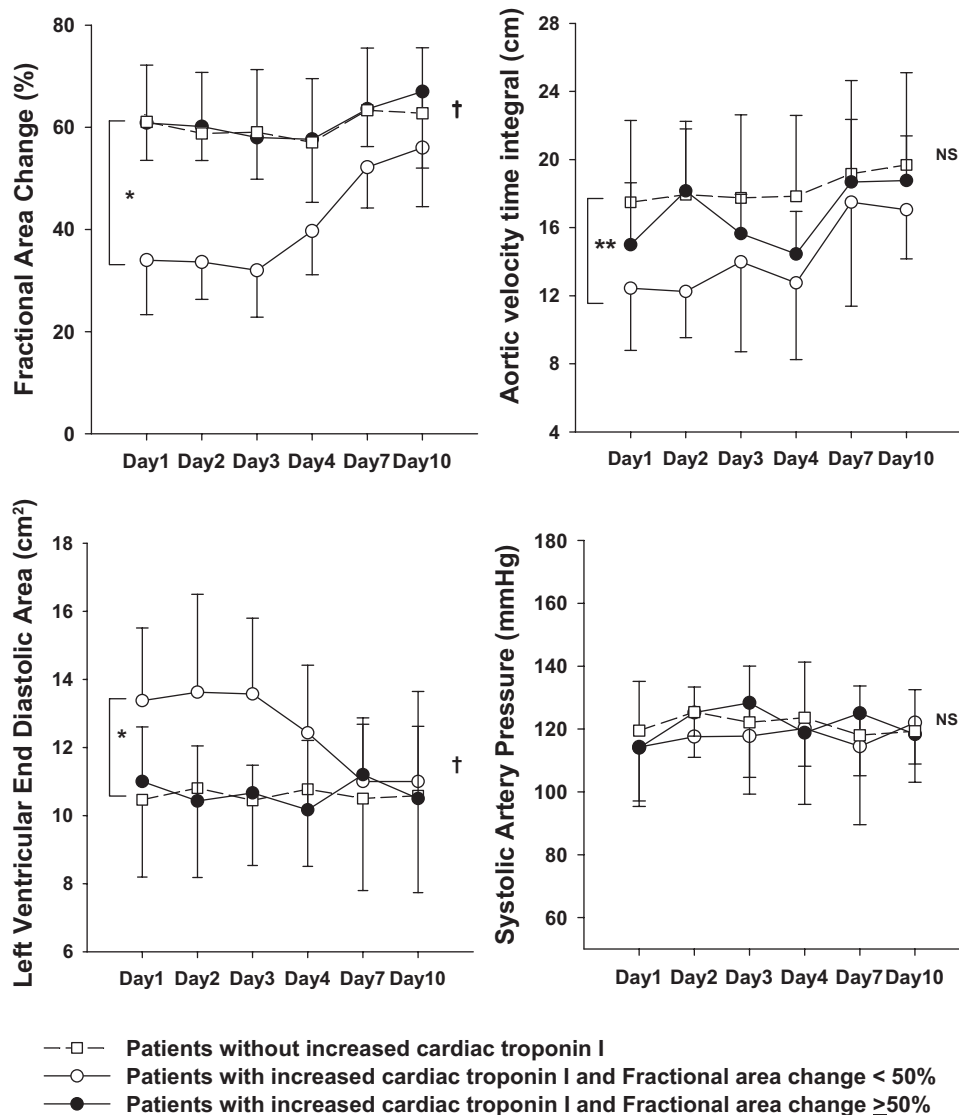 Fractional Area Change (%)
80
60
40
20
0
*
†
Day1 Day2 Day3 Day4 Day7 Day10
Aortic velocity time integral (cm)
28
24
20
16
12
8
4
**
NS
Day1 Day2 Day3 Day4 Day7 Day10
Left Ventricular End Diastolic Area (cm²)
18
16
14
12
10
8
6
*
†
Day1 Day2 Day3 Day4 Day7 Day10
Systolic Artery Pressure (mmHg)
180
160
140
120
100
80
60
NS
Day1 Day2 Day3 Day4 Day7 Day10
Patients without increased cardiac troponin I
Patients with increased cardiac troponin I and Fractional area change < 50%
Patients with increased cardiac troponin I and Fractional area change ≥50%